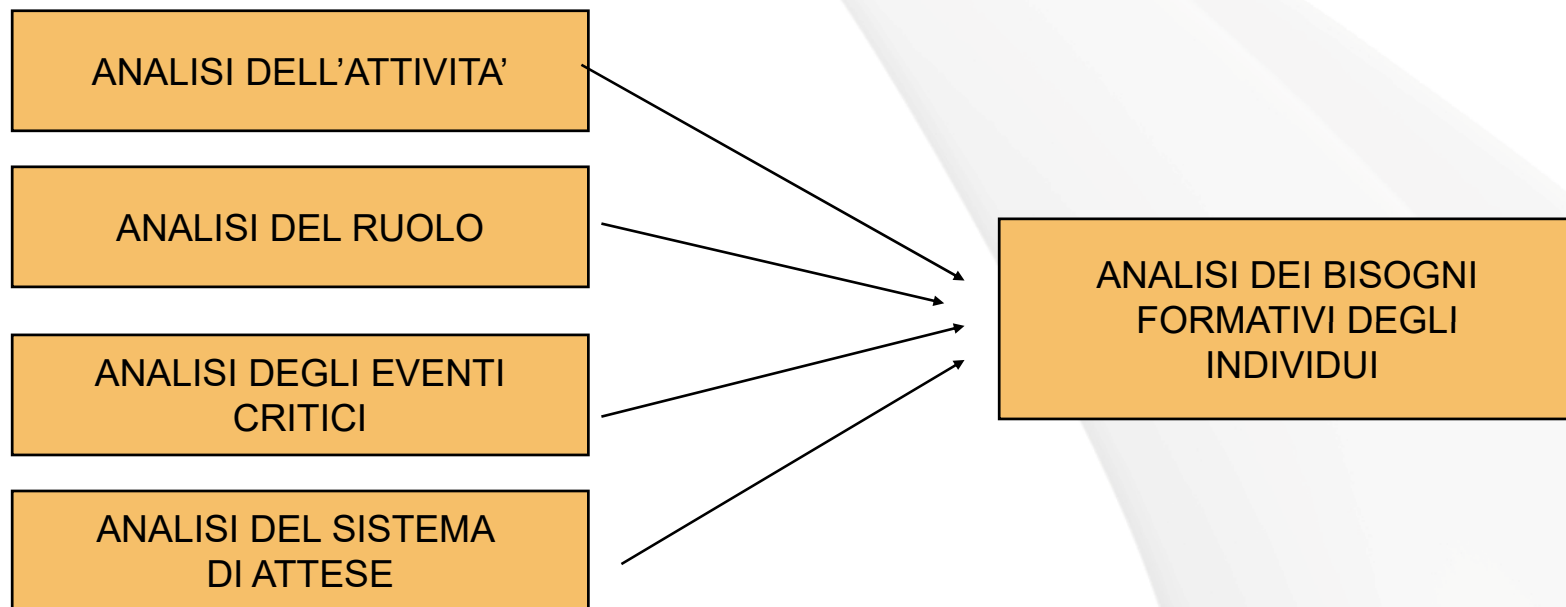 ANALISI DELL’ATTIVITA’
ANALISI DEL RUOLO
ANALISI DEGLI EVENTI
CRITICI
ANALISI DEL SISTEMA
DI ATTESE
ANALISI DEI BISOGNI
FORMATIVI DEGLI
INDIVIDUI